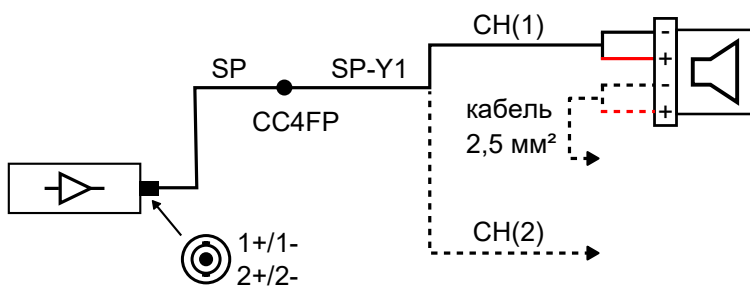 CH(1)
SP
SP-Y1
CC4FP
кабель
2,5 мм²
-
+
-
+
1+/1-
2+/2-
CH(2)